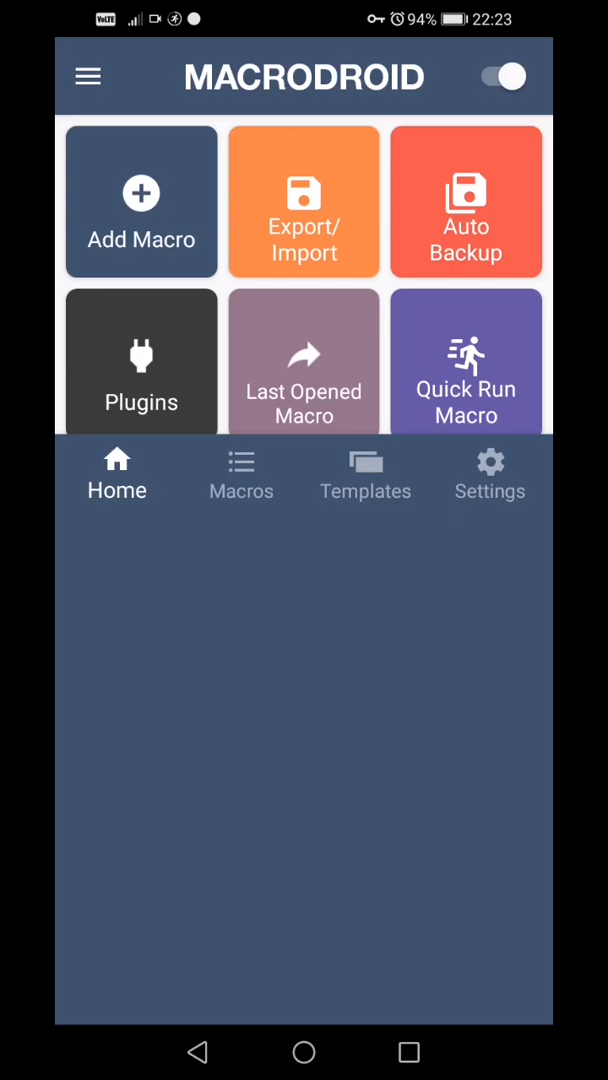 VoLTE 94% 22:23
MACRODROID
Add Macro
Export/
Import
Auto
Backup
Plugins
Last Opened
Macro
Quick Run
Macro
Home Macros Templates Settings